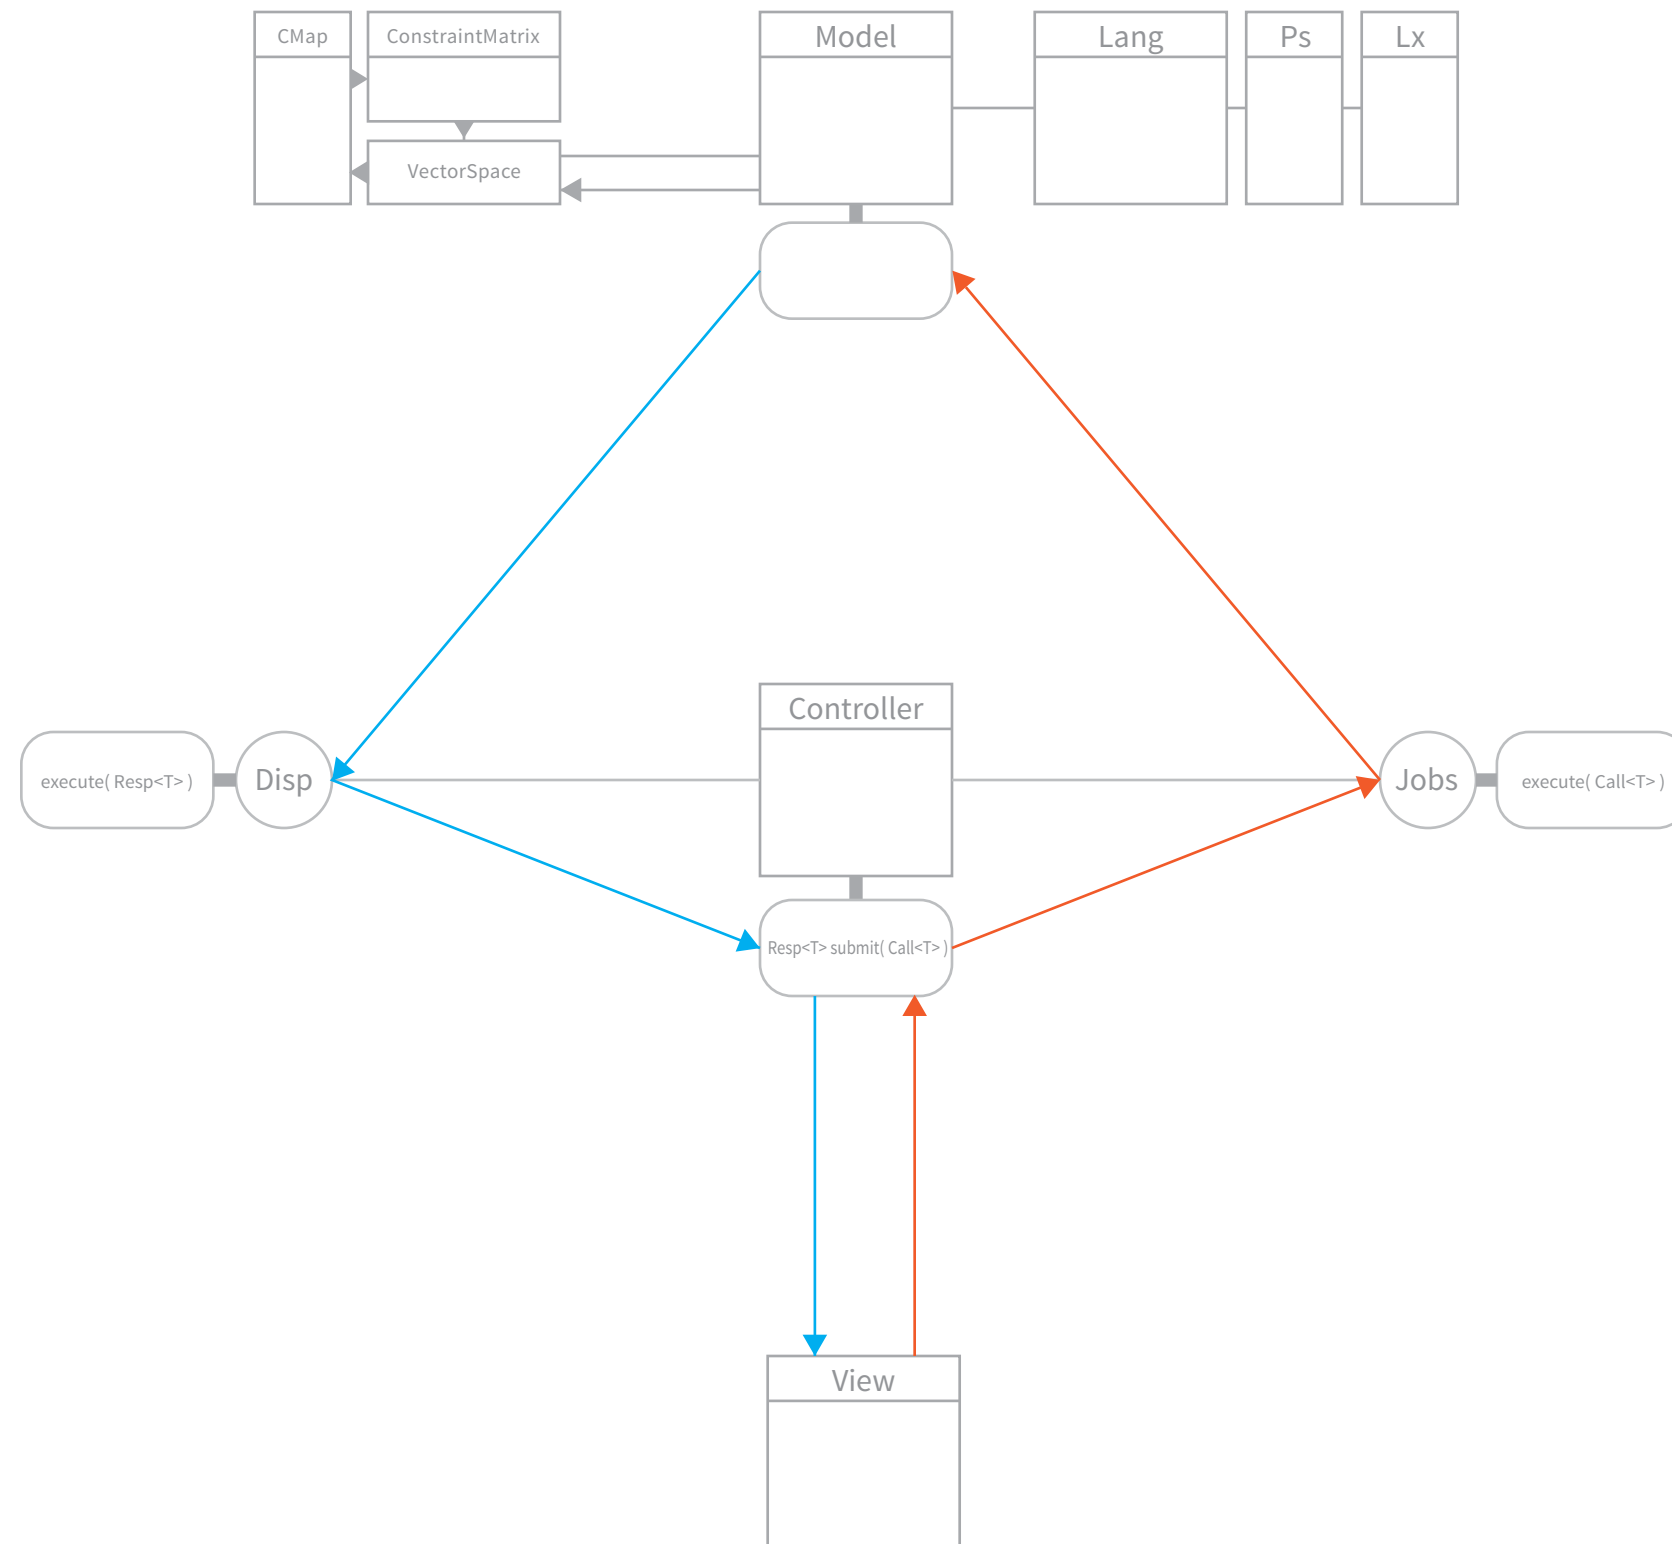 CMap
ConstraintMatrix
Model
Lang
Ps
Lx
VectorSpace
Controller
execute( Resp<T> )
Disp
Jobs
execute( Call<T> )
Resp<T> submit( Call<T> )
View